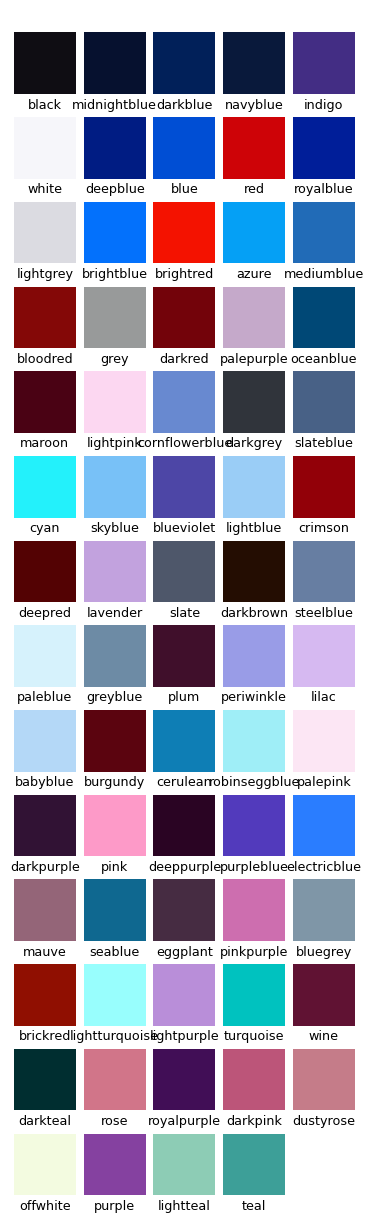 black midnightblue darkblue navyblue indigo
white deepblue blue red royalblue
lightgrey brightblue brightred azure mediumblue
bloodred grey darkred palepurple oceanblue
maroon lightpink cornflowerblue darkgrey slateblue
cyan skyblue blueviolet lightblue crimson
deepred lavender slate darkbrown steelblue
paleblue greyblue plum periwinkle lilac
babyblue burgundy cerulean robinseggblue palepink
darkpurple pink deeppurple purpleblue electricblue
mauve seablue eggplant pinkpurple bluegrey
brickred lightturquoise lightpurple turquoise wine
darkteal rose royalpurple darkpink dustyrose
offwhite purple lightteal teal